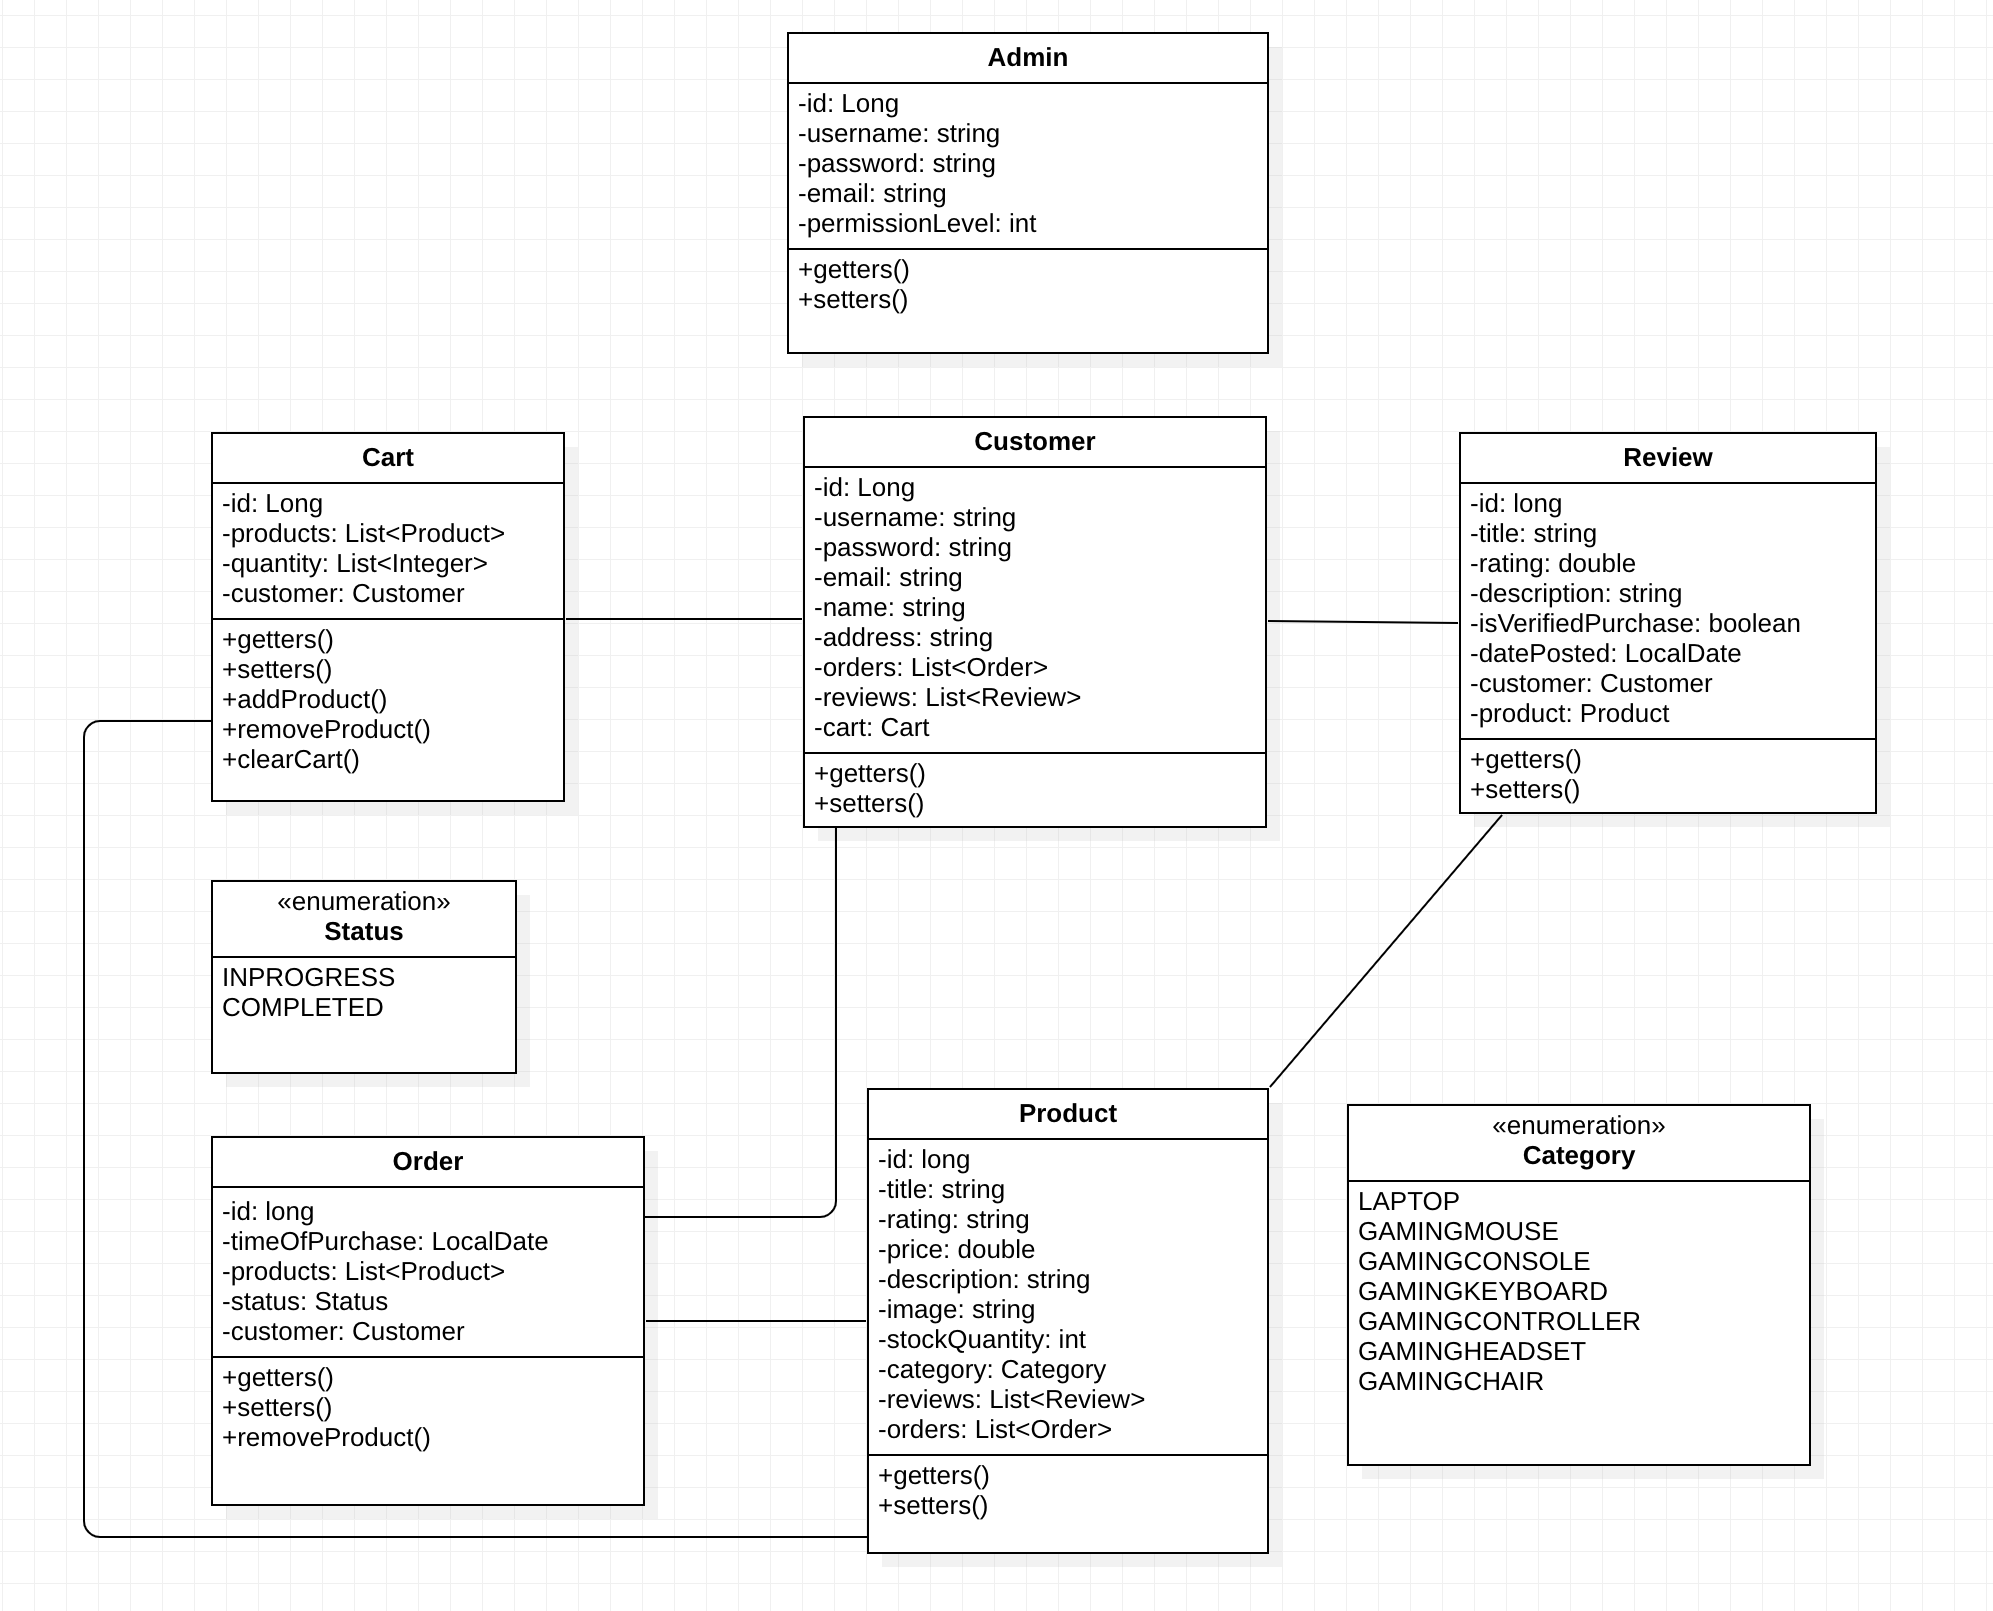 Admin
-id: Long
-username: string
-password: string
-email: string
-permissionLevel: int
+getters()
+setters()
Cart
-id: Long
-products: List<Product>
-quantity: List<Integer>
-customer: Customer
+getters()
+setters()
+addProduct()
+removeProduct()
+clearCart()
Customer
-id: Long
-username: string
-password: string
-email: string
-name: string
-address: string
-orders: List<Order>
-reviews: List<Review>
-cart: Cart
+getters()
+setters()
Review
-id: long
-title: string
-rating: double
-description: string
-isVerifiedPurchase: boolean
-datePosted: LocalDate
-customer: Customer
-product: Product
+getters()
+setters()
«enumeration»
Status
INPROGRESS
COMPLETED
Order
-id: long
-timeOfPurchase: LocalDate
-products: List<Product>
-status: Status
-customer: Customer
+getters()
+setters()
+removeProduct()
Product
-id: long
-title: string
-rating: string
-price: double
-description: string
-image: string
-stockQuantity: int
-category: Category
-reviews: List<Review>
-orders: List<Order>
+getters()
+setters()
«enumeration»
Category
LAPTOP
GAMINGMOUSE
GAMINGCONSOLE
GAMINGKEYBOARD
GAMINGCONTROLLER
GAMINGHEADSET
GAMINGCHAIR